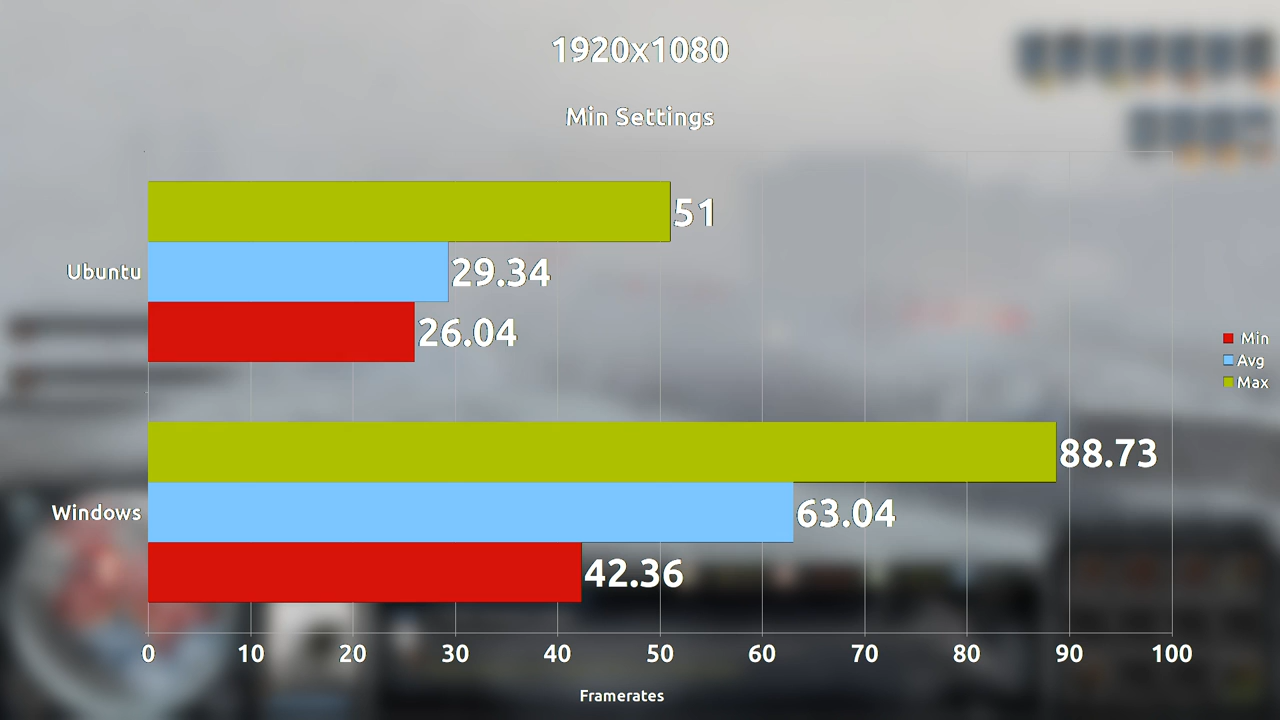 1920x1080
Min Settings
51
Ubuntu
29.34
26.04
Min
Avg
Max
88.73
Windows
63.04
42.36
0 10 20 30 40 50 60 70 80 90 100
Framerates